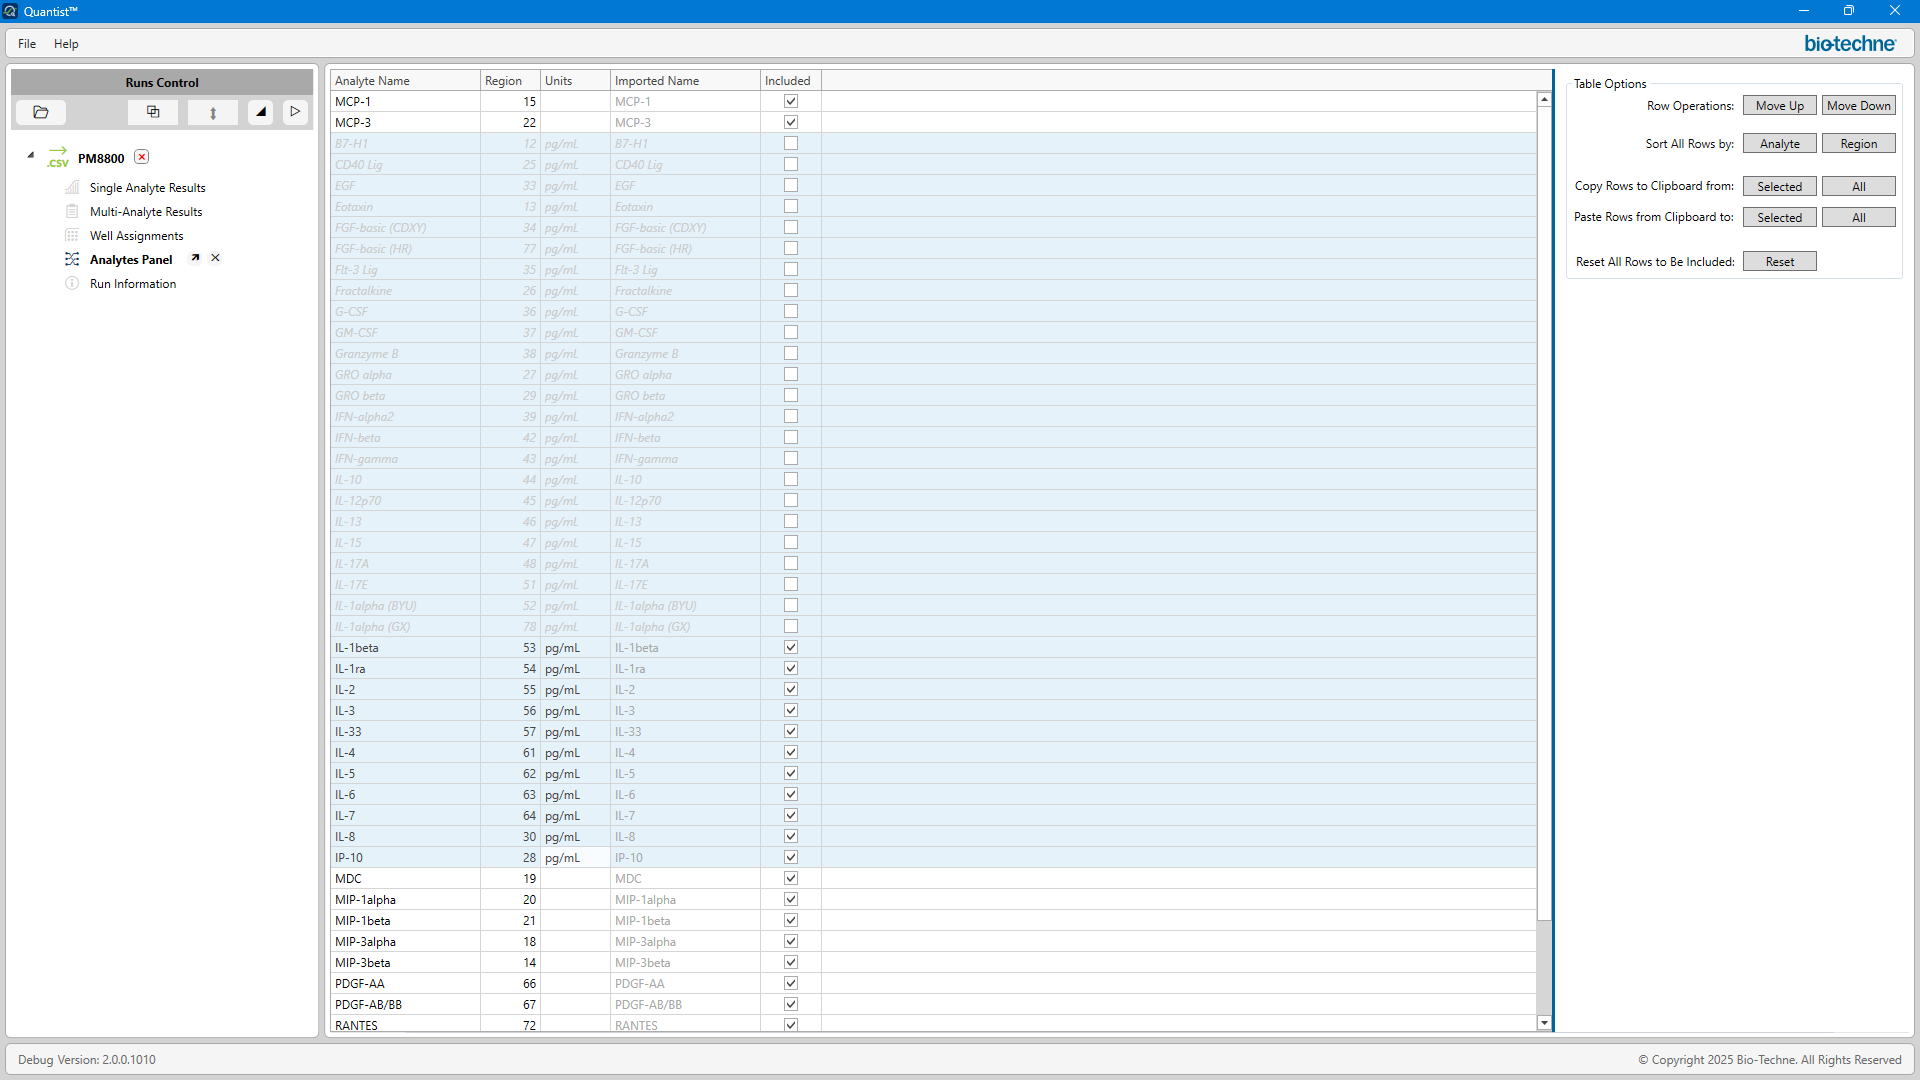 Quantist™
File Help
bio-techne
Runs Control
PM8800
.CSV
Single Analyte Results
Multi-Analyte Results
Well Assignments
Analytes Panel
Run Information
Analyte Name Region Units Imported Name Included
MCP-1 15 MCP-1
MCP-3 22 MCP-3
B7-H1 12 pg/mL B7-H1
CD40 Lig 25 pg/mL CD40 Lig
EGF 33 pg/mL EGF
Eotaxin 13 pg/mL Eotaxin
FGF-basic (CDXY) 34 pg/mL FGF-basic (CDXY)
FGF-basic (HR) 77 pg/mL FGF-basic (HR)
Flt-3 Lig 35 pg/mL Flt-3 Lig
Fractalkine 26 pg/mL Fractalkine
G-CSF 36 pg/mL G-CSF
GM-CSF 37 pg/mL GM-CSF
Granzyme B 38 pg/mL Granzyme B
GRO alpha 27 pg/mL GRO alpha
GRO beta 29 pg/mL GRO beta
IFN-alpha2 39 pg/mL IFN-alpha2
IFN-beta 42 pg/mL IFN-beta
IFN-gamma 43 pg/mL IFN-gamma
IL-10 44 pg/mL IL-10
IL-12p70 45 pg/mL IL-12p70
IL-13 46 pg/mL IL-13
IL-15 47 pg/mL IL-15
IL-17A 48 pg/mL IL-17A
IL-17E 51 pg/mL IL-17E
IL-1alpha (BYU) 52 pg/mL IL-1alpha (BYU)
IL-1alpha (GX) 78 pg/mL IL-1alpha (GX)
IL-1beta 53 pg/mL IL-1beta
IL-1ra 54 pg/mL IL-1ra
IL-2 55 pg/mL IL-2
IL-3 56 pg/mL IL-3
IL-33 57 pg/mL IL-33
IL-4 61 pg/mL IL-4
IL-5 62 pg/mL IL-5
IL-6 63 pg/mL IL-6
IL-7 64 pg/mL IL-7
IL-8 30 pg/mL IL-8
IP-10 28 pg/mL IP-10
MDC 19 MDC
MIP-1alpha 20 MIP-1alpha
MIP-1beta 21 MIP-1beta
MIP-3alpha 18 MIP-3alpha
MIP-3beta 14 MIP-3beta
PDGF-AA 66 PDGF-AA
PDGF-AB/BB 67 PDGF-AB/BB
RANTES 72 RANTES
Table Options
Row Operations: Move Up Move Down
Sort All Rows by: Analyte Region
Copy Rows to Clipboard from: Selected All
Paste Rows from Clipboard to: Selected All
Reset All Rows to Be Included: Reset
Debug Version: 2.0.0.1010
© Copyright 2025 Bio-Techne. All Rights Reserved